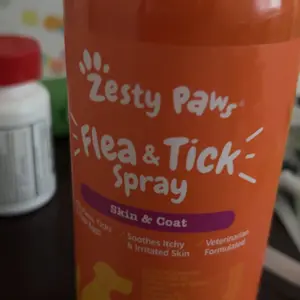 Zesty Paws
Flea & Tick
Spray
Skin & Coat
Soothes Itchy
& Irritated Skin
Veterinarian
Formulated